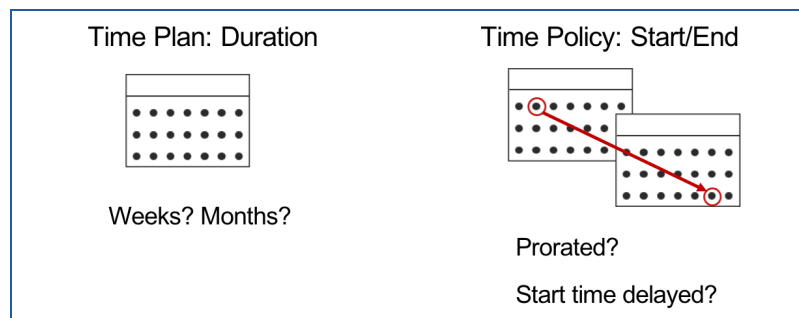 Time Plan: Duration
Weeks? Months?
Time Policy: Start/End
Prorated?
Start time delayed?